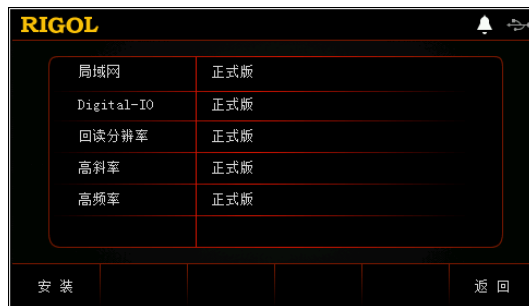 RIGOL
局域网 正式版
Digital-IO 正式版
回读分辨率 正式版
高斜率 正式版
高频率 正式版
安 装 返 回